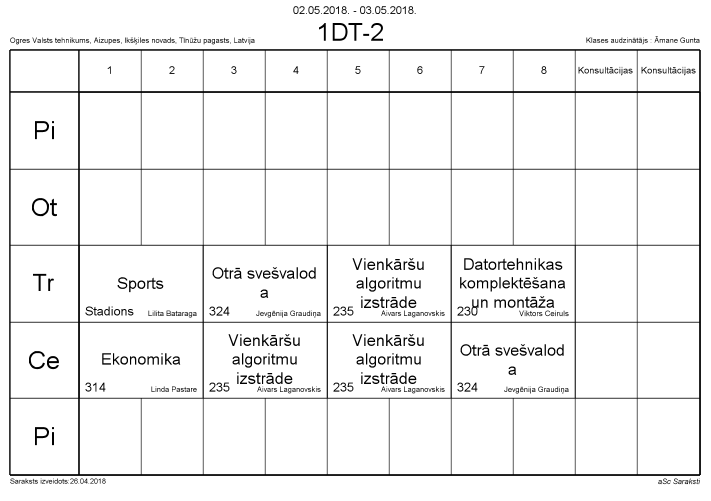 02.05.2018. - 03.05.2018.
1DT-2
Ogres Valsts tehnikums, Aizupes, Ikšķiles novads, Tīnūžu pagasts, Latvija
Klases audzinātājs : Āmane Gunta
1 2 3 4 5 6 7 8 Konsultācijas Konsultācijas
Pi
Ot
Tr
Sports
Stadions Lilita Bataraga
Otrā svešvalod
a
324 Jevgēnija Graudiņa
Vienkāršu
algoritmu
izstrāde
235 Aivars Laganovskis
Datortehnikas
komplektēšana
un montāža
230 Viktors Ceiruls
Ce
Ekonomika
314 Linda Pastare
Vienkāršu
algoritmu
izstrāde
235 Aivars Laganovskis
Vienkāršu
algoritmu
izstrāde
235 Aivars Laganovskis
Otrā svešvalod
a
324 Jevgēnija Graudiņa
Pi
Saraksts izveidots:26.04.2018
aSc Saraksti